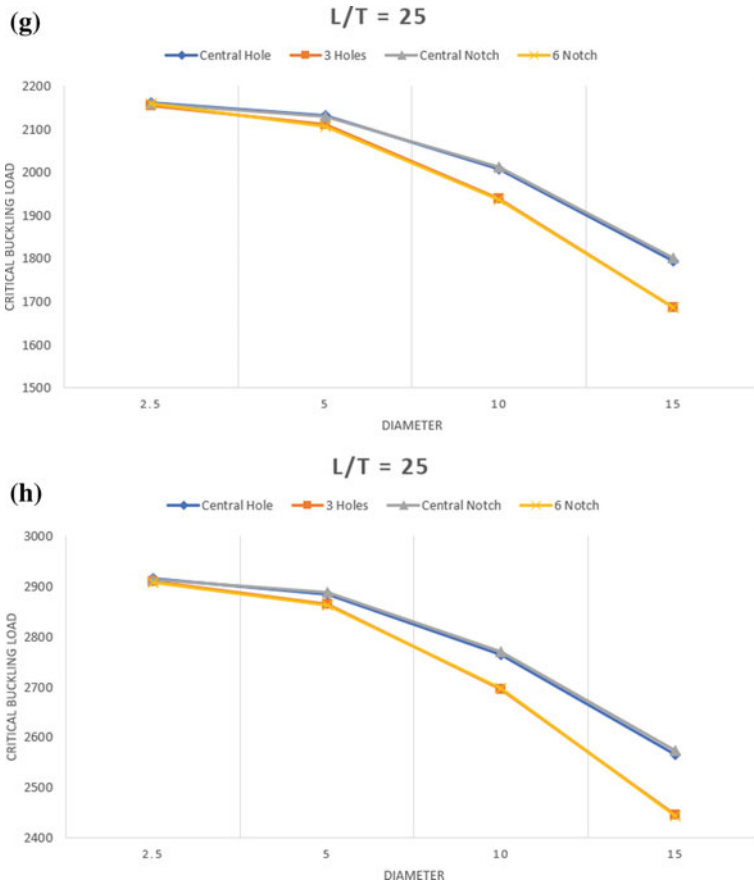 (g)
L/T = 25
Central Hole 3 Holes Central Notch 6 Notch
2200
2100
2000
1900
1800
1700
1600
1500
CRITICAL BUCKLING LOAD
2.5 5 10 15
DIAMETER
(h)
L/T = 25
Central Hole 3 Holes Central Notch 6 Notch
3000
2900
2800
2700
2600
2500
2400
CRITICAL BUCKLING LOAD
2.5 5 10 15
DIAMETER